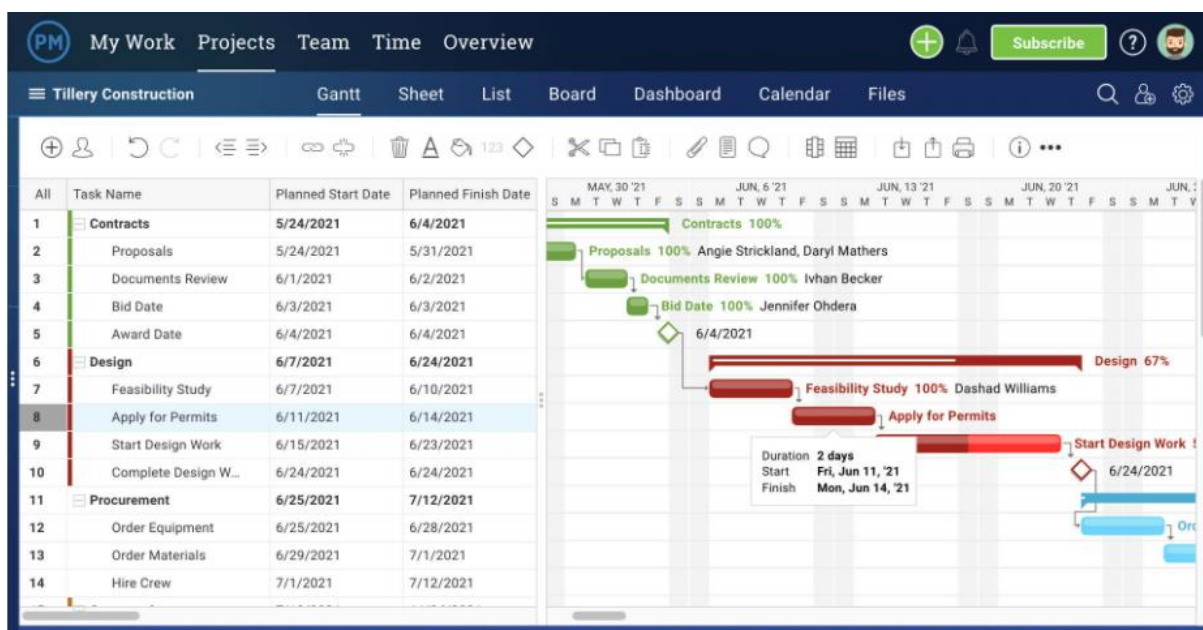 PM My Work Projects Team Time Overview Subscribe ?
Tillery Construction Gantt Sheet List Board Dashboard Calendar Files
A 123
All Task Name Planned Start Date Planned Finish Date
MAY, 30 '21 JUN, 6 '21 JUN, 13 '21 JUN, 20 '21 JUN,
S M T W T F S S M T W T F S S M T W T F S S M T W T F S S M T
1 Contracts 5/24/2021 6/4/2021 Contracts 100%
2 Proposals 5/24/2021 5/31/2021 Proposals 100% Angie Strickland, Daryl Mathers
3 Documents Review 6/1/2021 6/2/2021 Documents Review 100% Ivhan Becker
4 Bid Date 6/3/2021 6/3/2021 Bid Date 100% Jennifer Ohdera
5 Award Date 6/4/2021 6/4/2021 6/4/2021
6 Design 6/7/2021 6/24/2021 Design 67%
7 Feasibility Study 6/7/2021 6/10/2021 Feasibility Study 100% Dashad Williams
8 Apply for Permits 6/11/2021 6/14/2021 Apply for Permits
9 Start Design Work 6/15/2021 6/23/2021 Start Design Work
Duration 2 days
Start Fri, Jun 11, '21
Finish Mon, Jun 14, '21
10 Complete Design W... 6/24/2021 6/24/2021 6/24/2021
11 Procurement 6/25/2021 7/12/2021
12 Order Equipment 6/25/2021 6/28/2021
13 Order Materials 6/29/2021 7/1/2021
14 Hire Crew 7/1/2021 7/12/2021